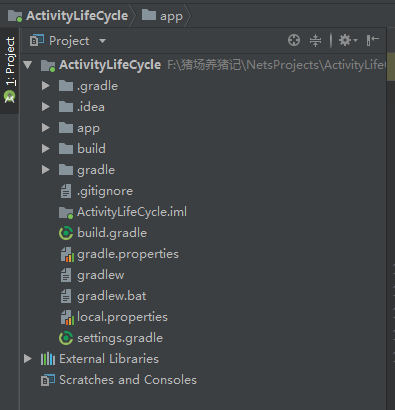 ActivityLifeCycle app
1: Project
Project
ActivityLifeCycle F:\猪场养猪记\NetsProjects\ActivityLife
.gradle
.idea
app
build
gradle
.gitignore
ActivityLifeCycle.iml
build.gradle
gradle.properties
gradlew
gradlew.bat
local.properties
settings.gradle
External Libraries
Scratches and Consoles